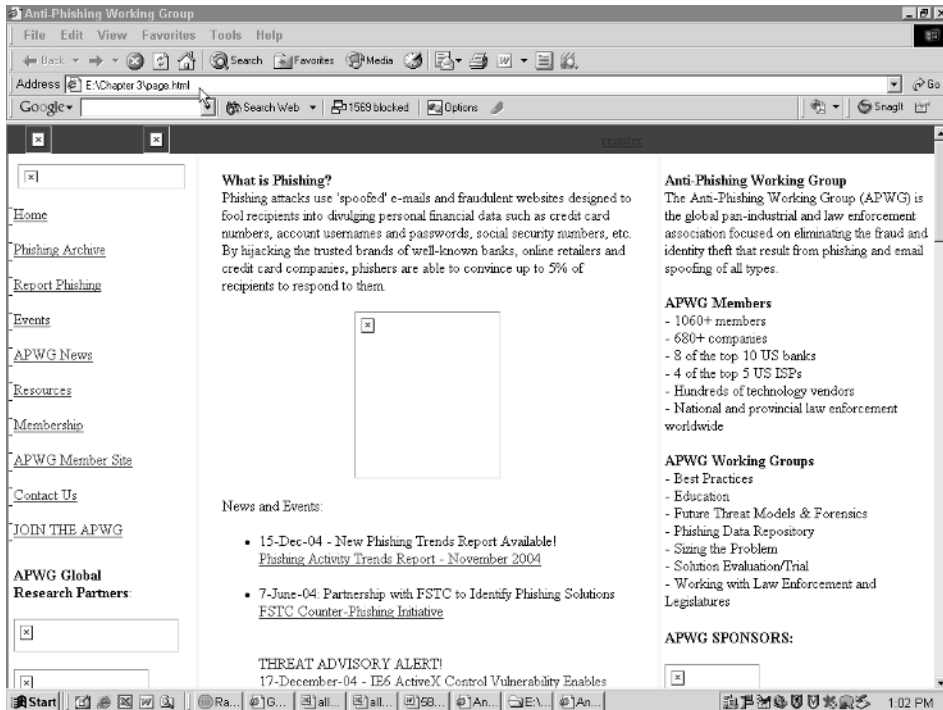 Anti-Phishing Working Group
File Edit View Favorites Tools Help
Back Search Favorites Media
Address E:\Chapter 3\page.html Go
Google Search Web 1569 blocked Options SnagIt
register
Home
Phishing Archive
Report Phishing
Events
APWG News
Resources
Membership
APWG Member Site
Contact Us
JOIN THE APWG
APWG Global
Research Partners:
What is Phishing?
Phishing attacks use 'spoofed' e-mails and fraudulent websites designed to
fool recipients into divulging personal financial data such as credit card
numbers, account usernames and passwords, social security numbers, etc.
By hijacking the trusted brands of well-known banks, online retailers and
credit card companies, phishers are able to convince up to 5% of
recipients to respond to them.
News and Events:
15-Dec-04 - New Phishing Trends Report Available!
Phishing Activity Trends Report - November 2004
7-June-04: Partnership with FSTC to Identify Phishing Solutions
FSTC Counter-Phishing Initiative
THREAT ADVISORY ALERT!
17-December-04 - IE6 ActiveX Control Vulnerability Enables
Anti-Phishing Working Group
The Anti-Phishing Working Group (APWG) is
the global pan-industrial and law enforcement
association focused on eliminating the fraud and
identity theft that result from phishing and email
spoofing of all types.
APWG Members
- 1060+ members
- 680+ companies
- 8 of the top 10 US banks
- 4 of the top 5 US ISPs
- Hundreds of technology vendors
- National and provincial law enforcement
worldwide
APWG Working Groups
- Best Practices
- Education
- Future Threat Models & Forensics
- Phishing Data Repository
- Sizing the Problem
- Solution Evaluation/Trial
- Working with Law Enforcement and
Legislatures
APWG SPONSORS:
Start Ra... G... all... all... 58... An... E:\... An... 1:02 PM